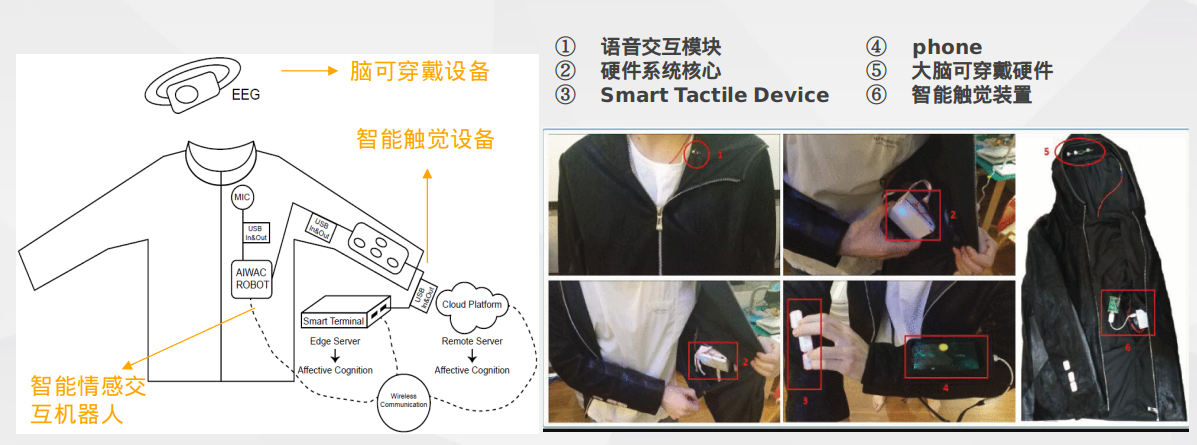 脑可穿戴设备
EEG
智能触觉设备
MIC
USB
In&Out
USB
In&Out
AIWAC
ROBOT
USB
In&Out
Cloud Platform
Smart Terminal
Edge Server
Remote Server
Affective Cognition
Affective Cognition
Wireless
Communication
智能情感交
互机器人
① 语音交互模块
② 硬件系统核心
③ Smart Tactile Device
④ phone
⑤ 大脑可穿戴硬件
⑥ 智能触觉装置
1
2
5
2
3
4
6